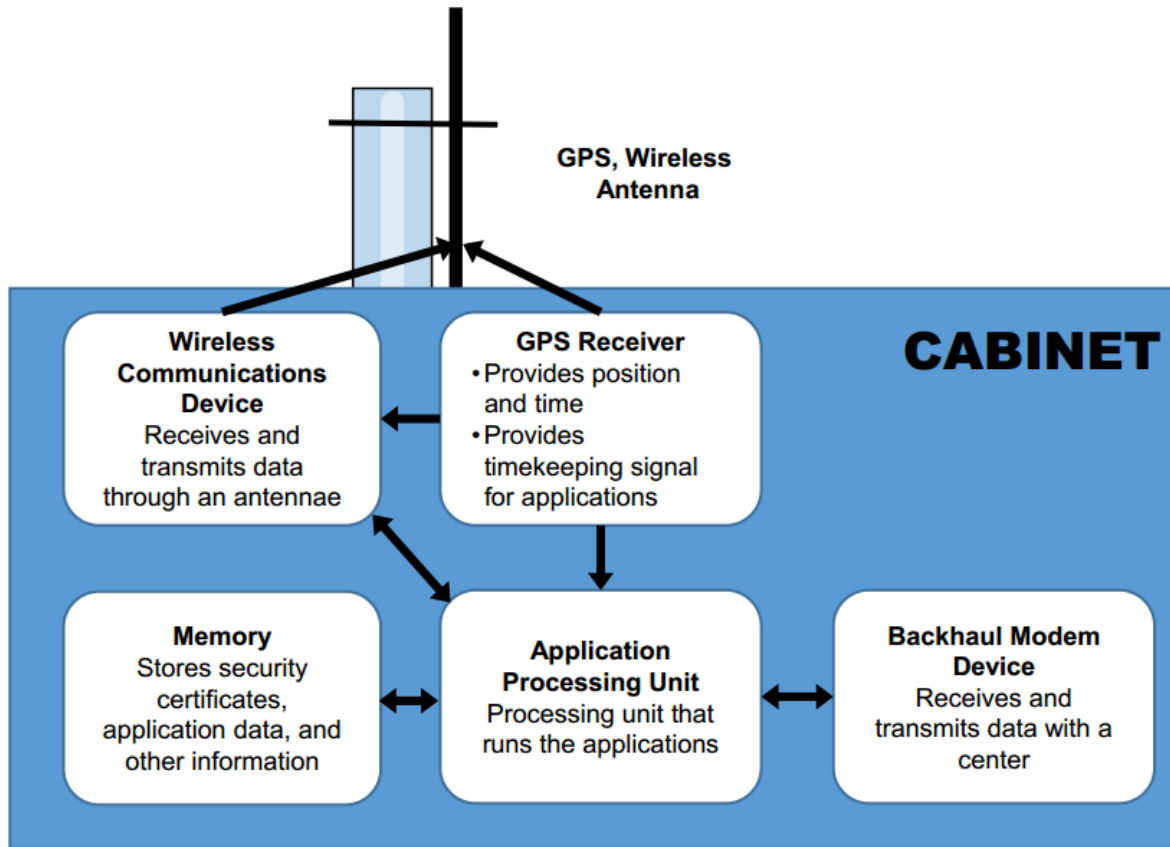 GPS, Wireless
Antenna
CABINET
Wireless
Communications
Device
Receives and
transmits data
through an antennae
GPS Receiver
•Provides position
and time
•Provides
timekeeping signal
for applications
Memory
Stores security
certificates,
application data, and
other information
Application
Processing Unit
Processing unit that
runs the applications
Backhaul Modem
Device
Receives and
transmits data with a
center